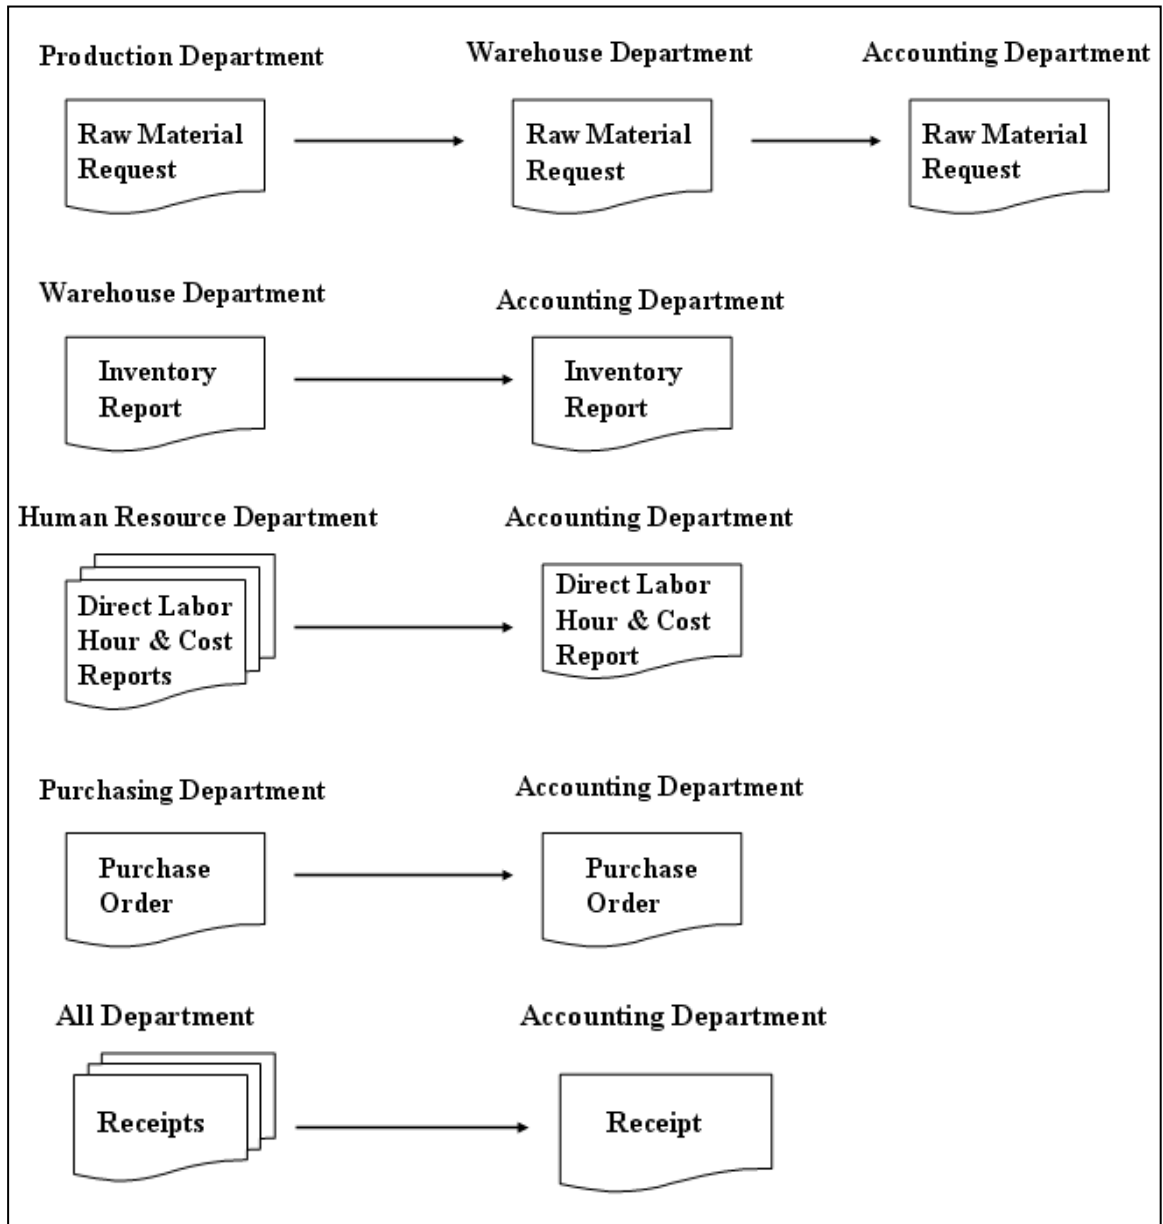 Production Department
Warehouse Department
Accounting Department
Raw Material
Request
Raw Material
Request
Raw Material
Request
Warehouse Department
Accounting Department
Inventory
Report
Inventory
Report
Human Resource Department
Accounting Department
Direct Labor
Hour & Cost
Reports
Direct Labor
Hour & Cost
Report
Purchasing Department
Accounting Department
Purchase
Order
Purchase
Order
All Department
Accounting Department
Receipts
Receipt